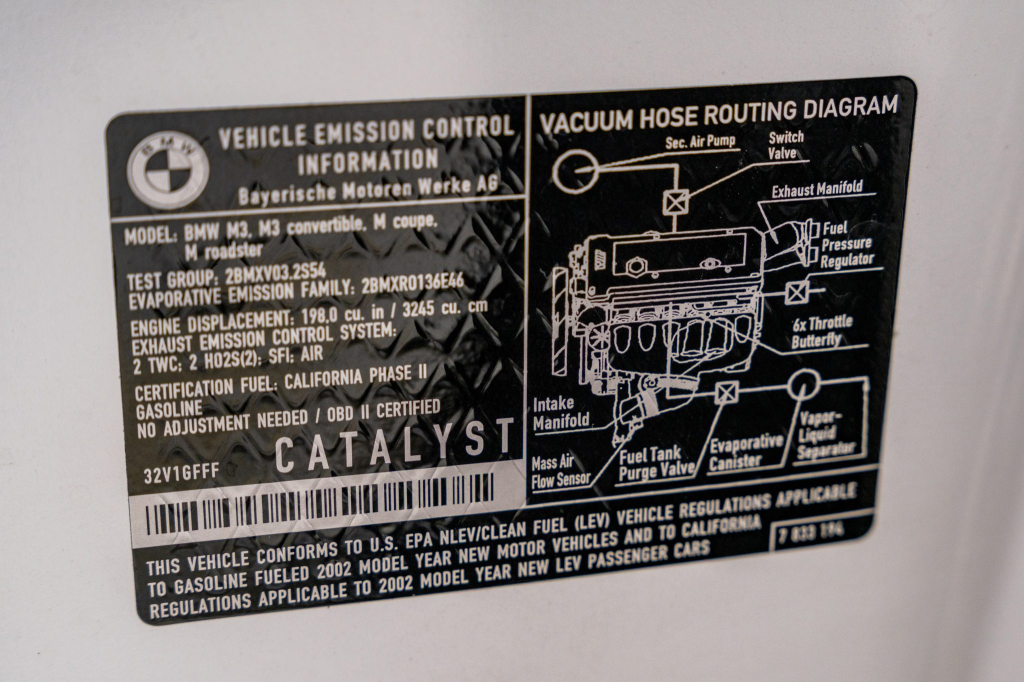 BMW
VEHICLE EMISSION CONTROL
INFORMATION
Bayerische Motoren Werke AG
MODEL: BMW M3, M3 convertible, M coupe,
M roadster
TEST GROUP: 2BMXV03.2S54
EVAPORATIVE EMISSION FAMILY: 2BMXR0136E46
ENGINE DISPLACEMENT: 198,0 cu. in / 3245 cu. cm
EXHAUST EMISSION CONTROL SYSTEM:
2 TWC; 2 HO2S(2); SFI; AIR
CERTIFICATION FUEL: CALIFORNIA PHASE II
GASOLINE
NO ADJUSTMENT NEEDED / OBD II CERTIFIED
CATALYST
32V1GFFF
VACUUM HOSE ROUTING DIAGRAM
Sec. Air Pump
Switch
Valve
Exhaust Manifold
Fuel
Pressure
Regulator
6x Throttle
Butterfly
Intake
Manifold
Mass Air
Flow Sensor
Fuel Tank
Purge Valve
Evaporative
Canister
Vapor-
Liquid
Separator
THIS VEHICLE CONFORMS TO U.S. EPA NLEV/CLEAN FUEL (LEV) VEHICLE REGULATIONS APPLICABLE
TO GASOLINE FUELED 2002 MODEL YEAR NEW MOTOR VEHICLES AND TO CALIFORNIA
REGULATIONS APPLICABLE TO 2002 MODEL YEAR NEW LEV PASSENGER CARS
7 833 194